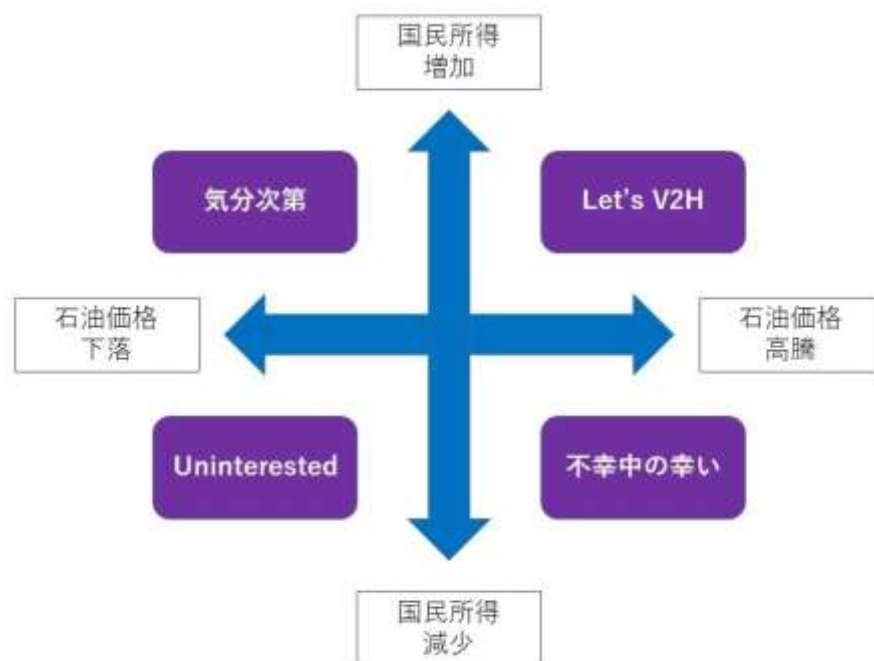 国民所得
増加
気分次第
Let's V2H
石油価格
下落
石油価格
高騰
Uninterested
不幸中の幸い
国民所得
減少